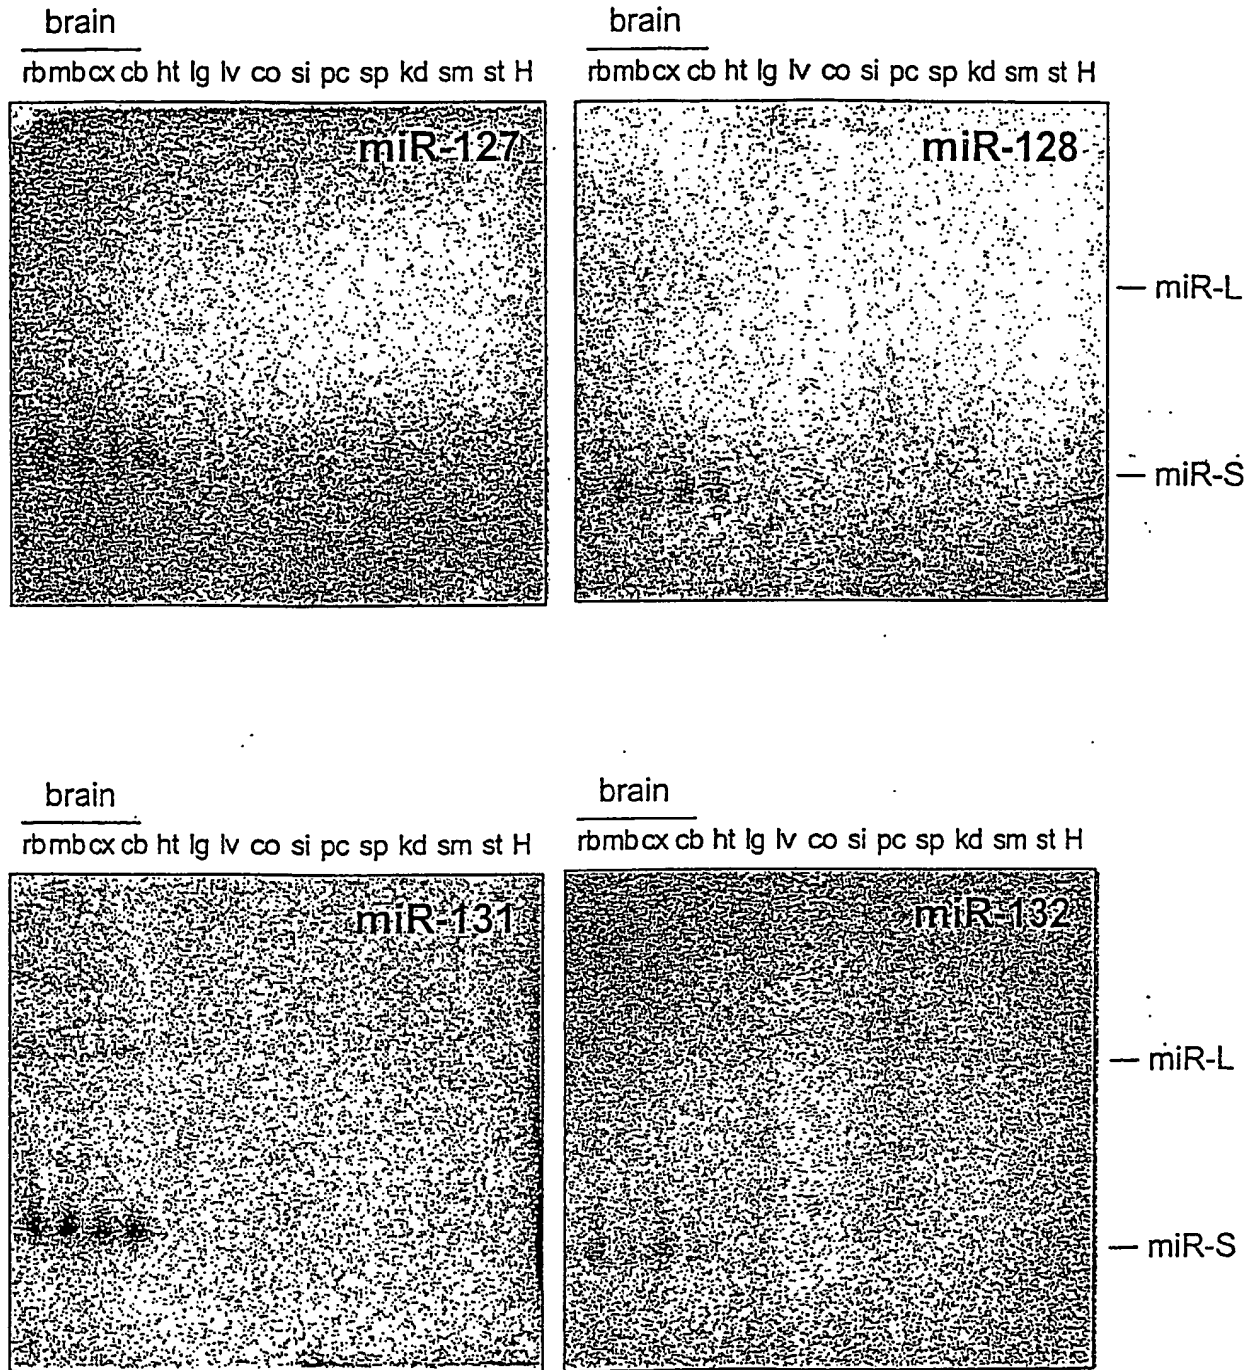 brain brain
rb mb cx cb ht lg lv co si pc sp kd sm st H rb mb cx cb ht lg lv co si pc sp kd sm st H
miR-127 miR-128
miR-L
miR-S
brain brain
rb mb cx cb ht lg lv co si pc sp kd sm st H rb mb cx cb ht lg lv co si pc sp kd sm st H
miR-131 miR-132
miR-L
miR-S